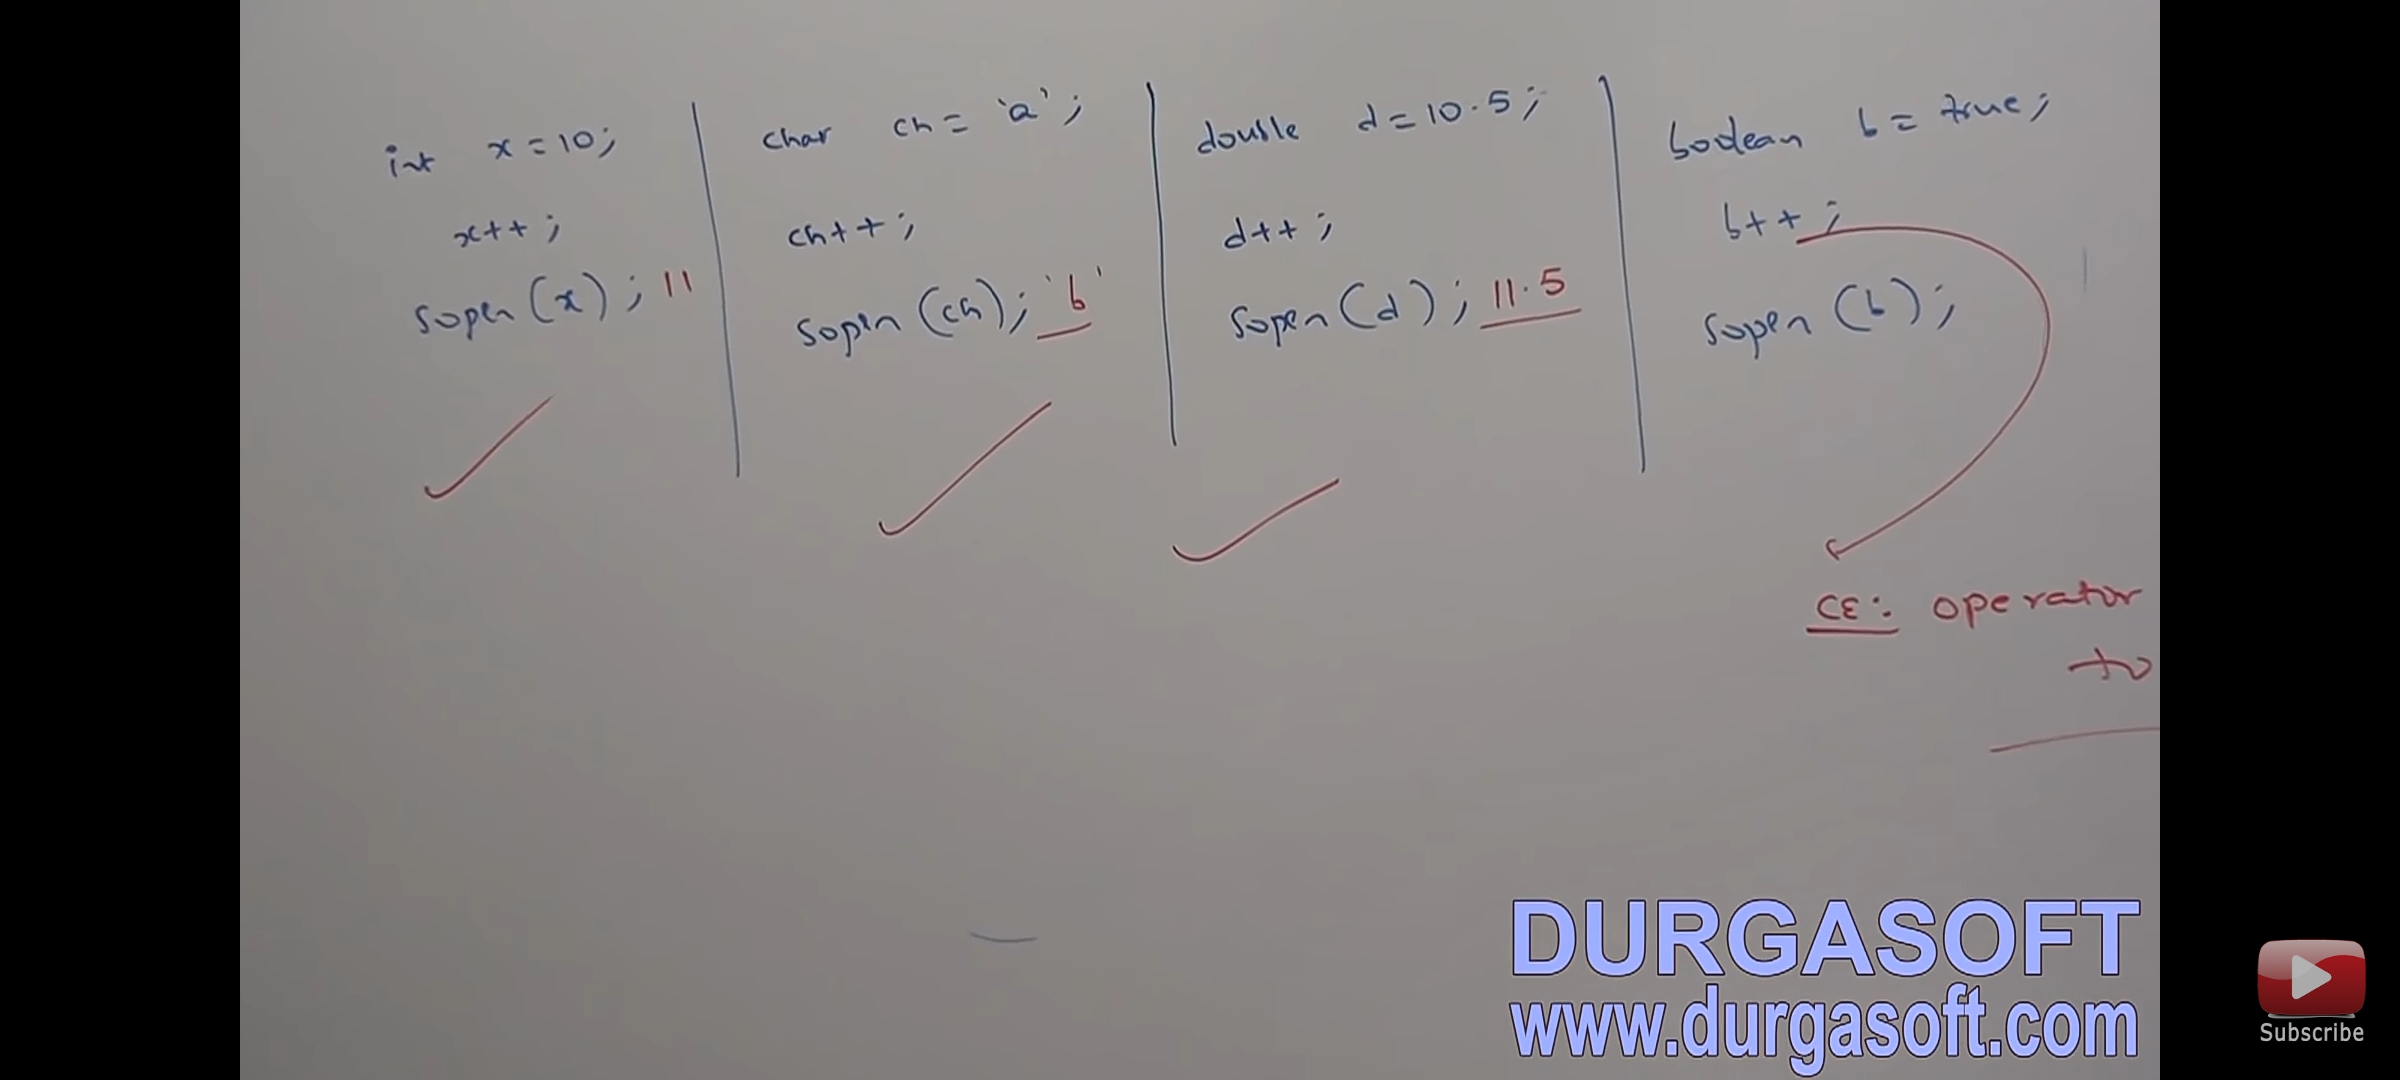 int x = 10;
x++;
sopln(x); 11
char ch = 'a';
ch++;
sopln(ch); 'b'
double d = 10.5;
d++;
sopln(d); 11.5
boolean b = true;
b++;
sopln(b);
CE: operator
to
DURGASOFT
www.durgasoft.com
Subscribe